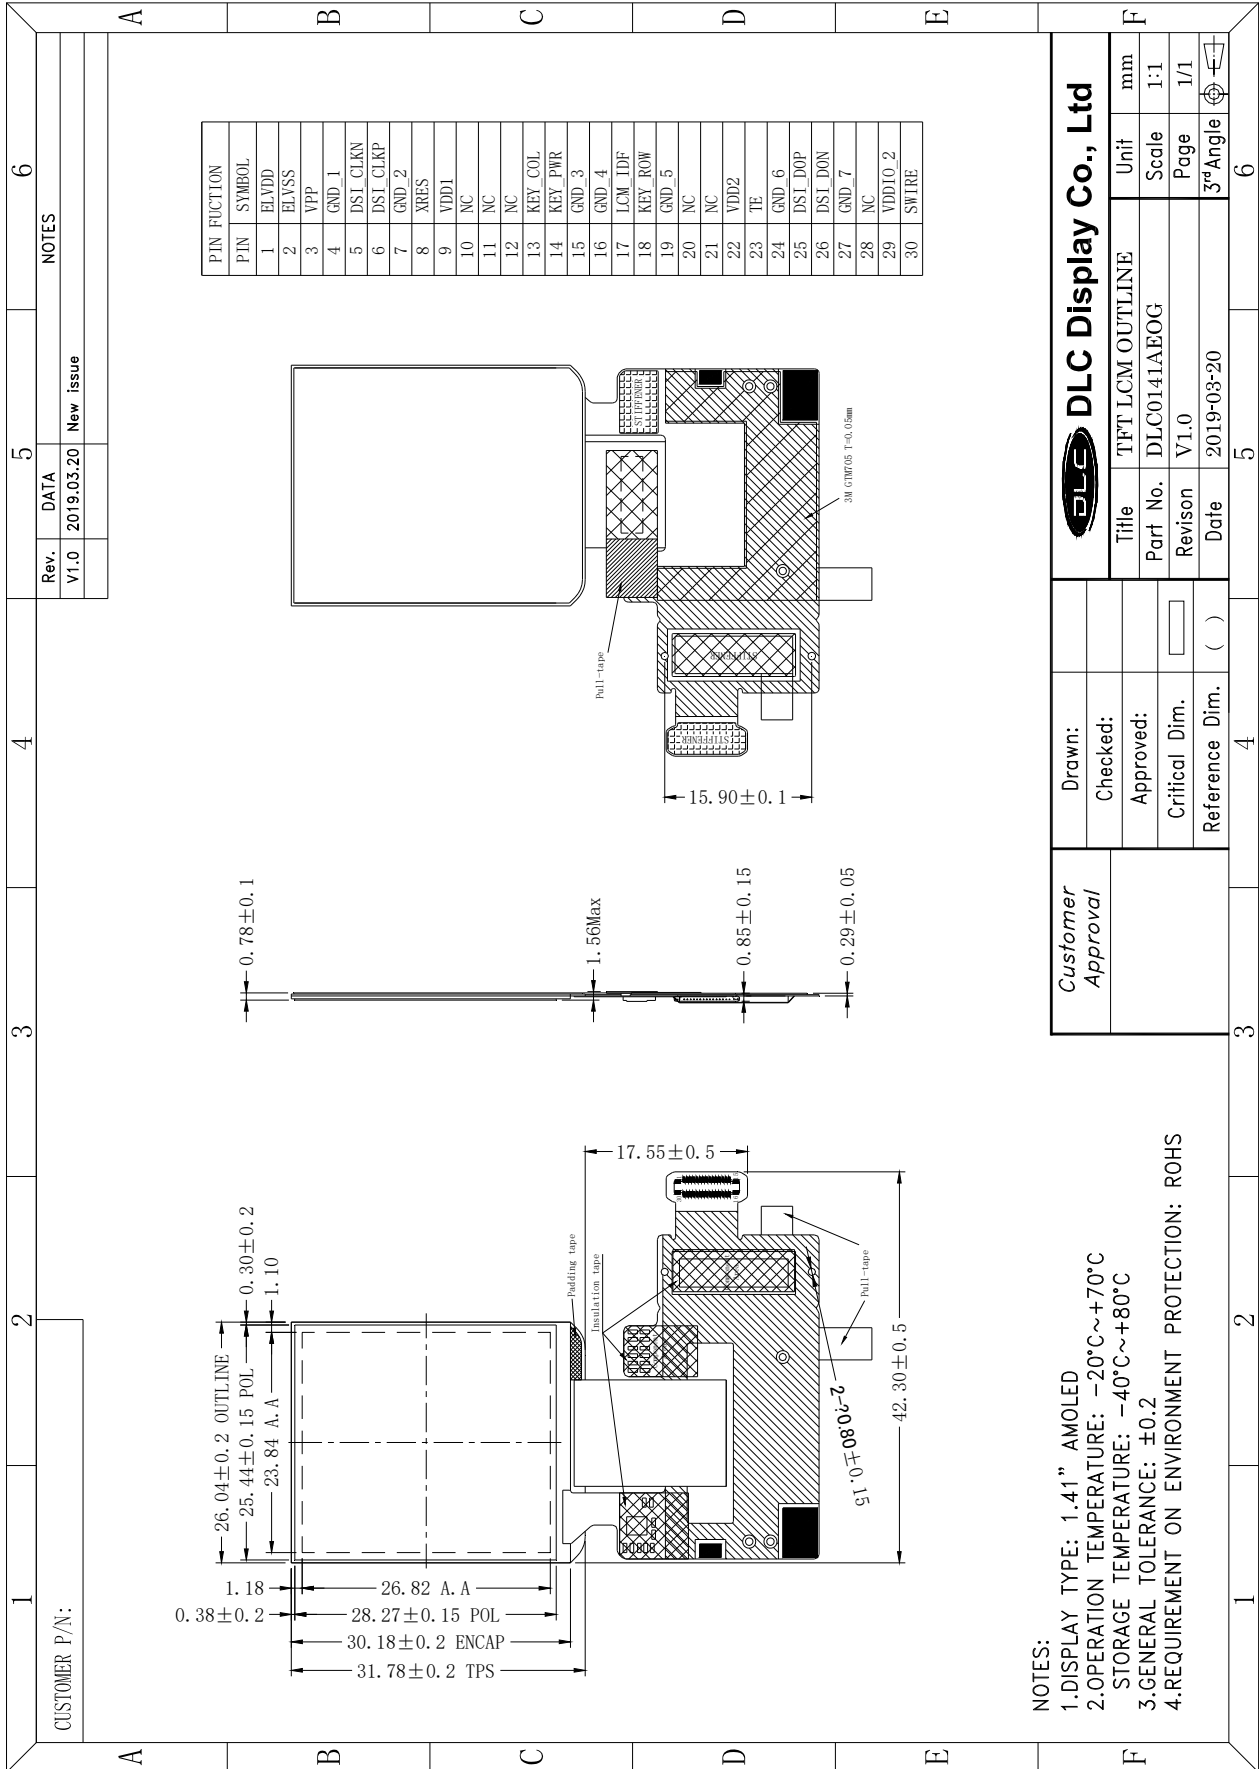 1
2
3
4
5
6
A
B
C
D
E
F
CUSTOMER P/N:
Rev. DATA NOTES
V1.0 2019.03.20 New issue
26.04±0.2 OUTLINE
25.44±0.15 POL
23.84 A.A
0.30±0.2
1.10
1.18
26.82 A.A
0.38±0.2
28.27±0.15 POL
30.18±0.2 ENCAP
31.78±0.2 TPS
Padding tape
Insulation tape
17.55±0.5
Pull-tape
2-?0.80±0.15
42.30±0.5
0.78±0.1
1.56Max
0.85±0.15
0.29±0.05
Pull-tape
STIFFENER
STIFFENER
STIFFENER
15.90±0.1
3M GTM705 T=0.05mm
PIN FUCTION
PIN SYMBOL
1 ELVDD
2 ELVSS
3 VPP
4 GND_1
5 DSI_CLKN
6 DSI_CLKP
7 GND_2
8 XRES
9 VDD1
10 NC
11 NC
12 NC
13 KEY_COL
14 KEY_PWR
15 GND_3
16 GND_4
17 LCM_IDF
18 KEY_ROW
19 GND_5
20 NC
21 NC
22 VDD2
23 TE
24 GND_6
25 DSI_D0P
26 DSI_D0N
27 GND_7
28 NC
29 VDDIO_2
30 SWIRE
NOTES:
1.DISPLAY TYPE: 1.41” AMOLED
2.OPERATION TEMPERATURE: -20°C~+70°C
STORAGE TEMPERATURE: -40°C~+80°C
3.GENERAL TOLERANCE: ±0.2
4.REQUIREMENT ON ENVIRONMENT PROTECTION: ROHS
Customer
Approval
Drawn:
Checked:
Approved:
Critical Dim.
Reference Dim. ( )
DLC DLC Display Co., Ltd
Title TFT LCM OUTLINE Unit mm
Part No. DLC0141AEOG Scale 1:1
Revison V1.0 Page 1/1
Date 2019-03-20 3rd Angle
1
2
3
4
5
6
A
B
C
D
E
F